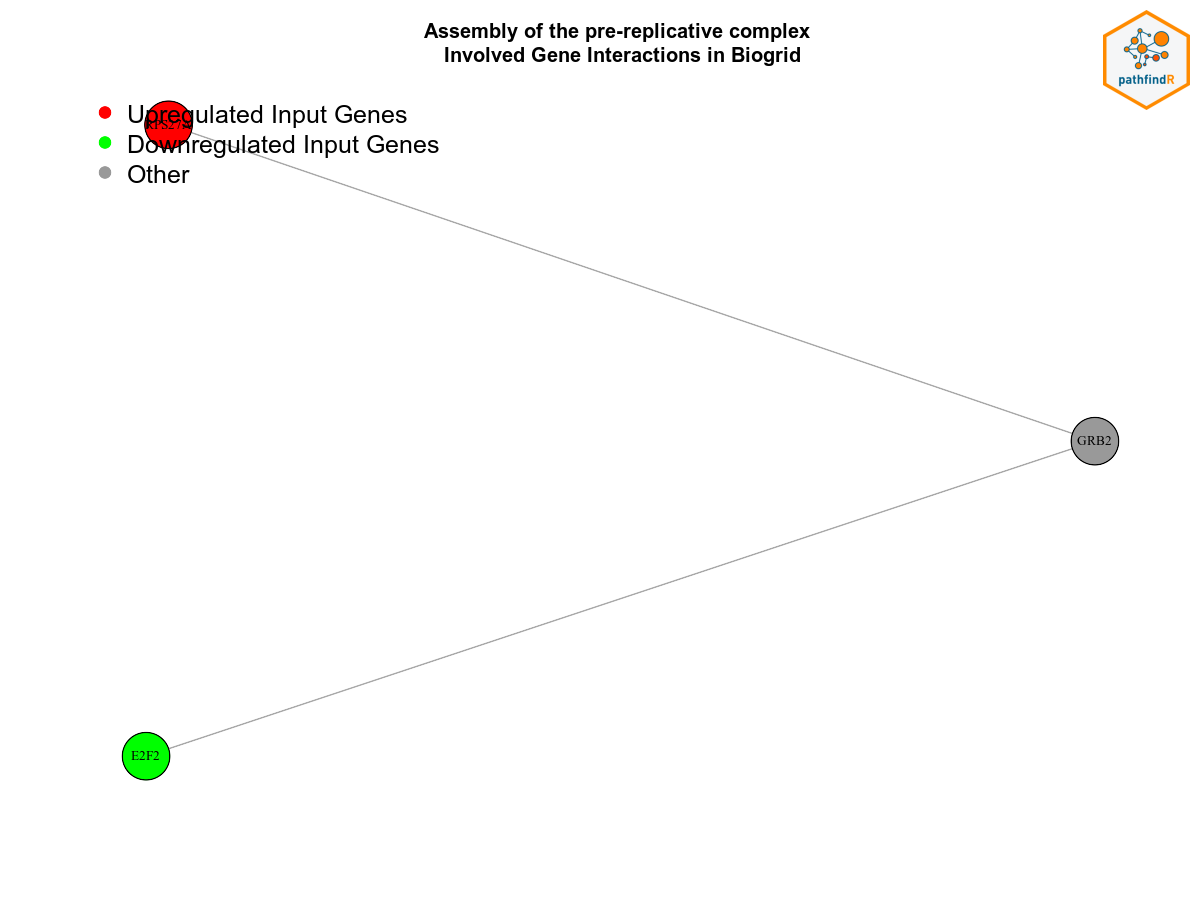 Assembly of the pre-replicative complex
Involved Gene Interactions in Biogrid
pathfindR
Upregulated Input Genes
RPS27A
Downregulated Input Genes
Other
GRB2
E2F2